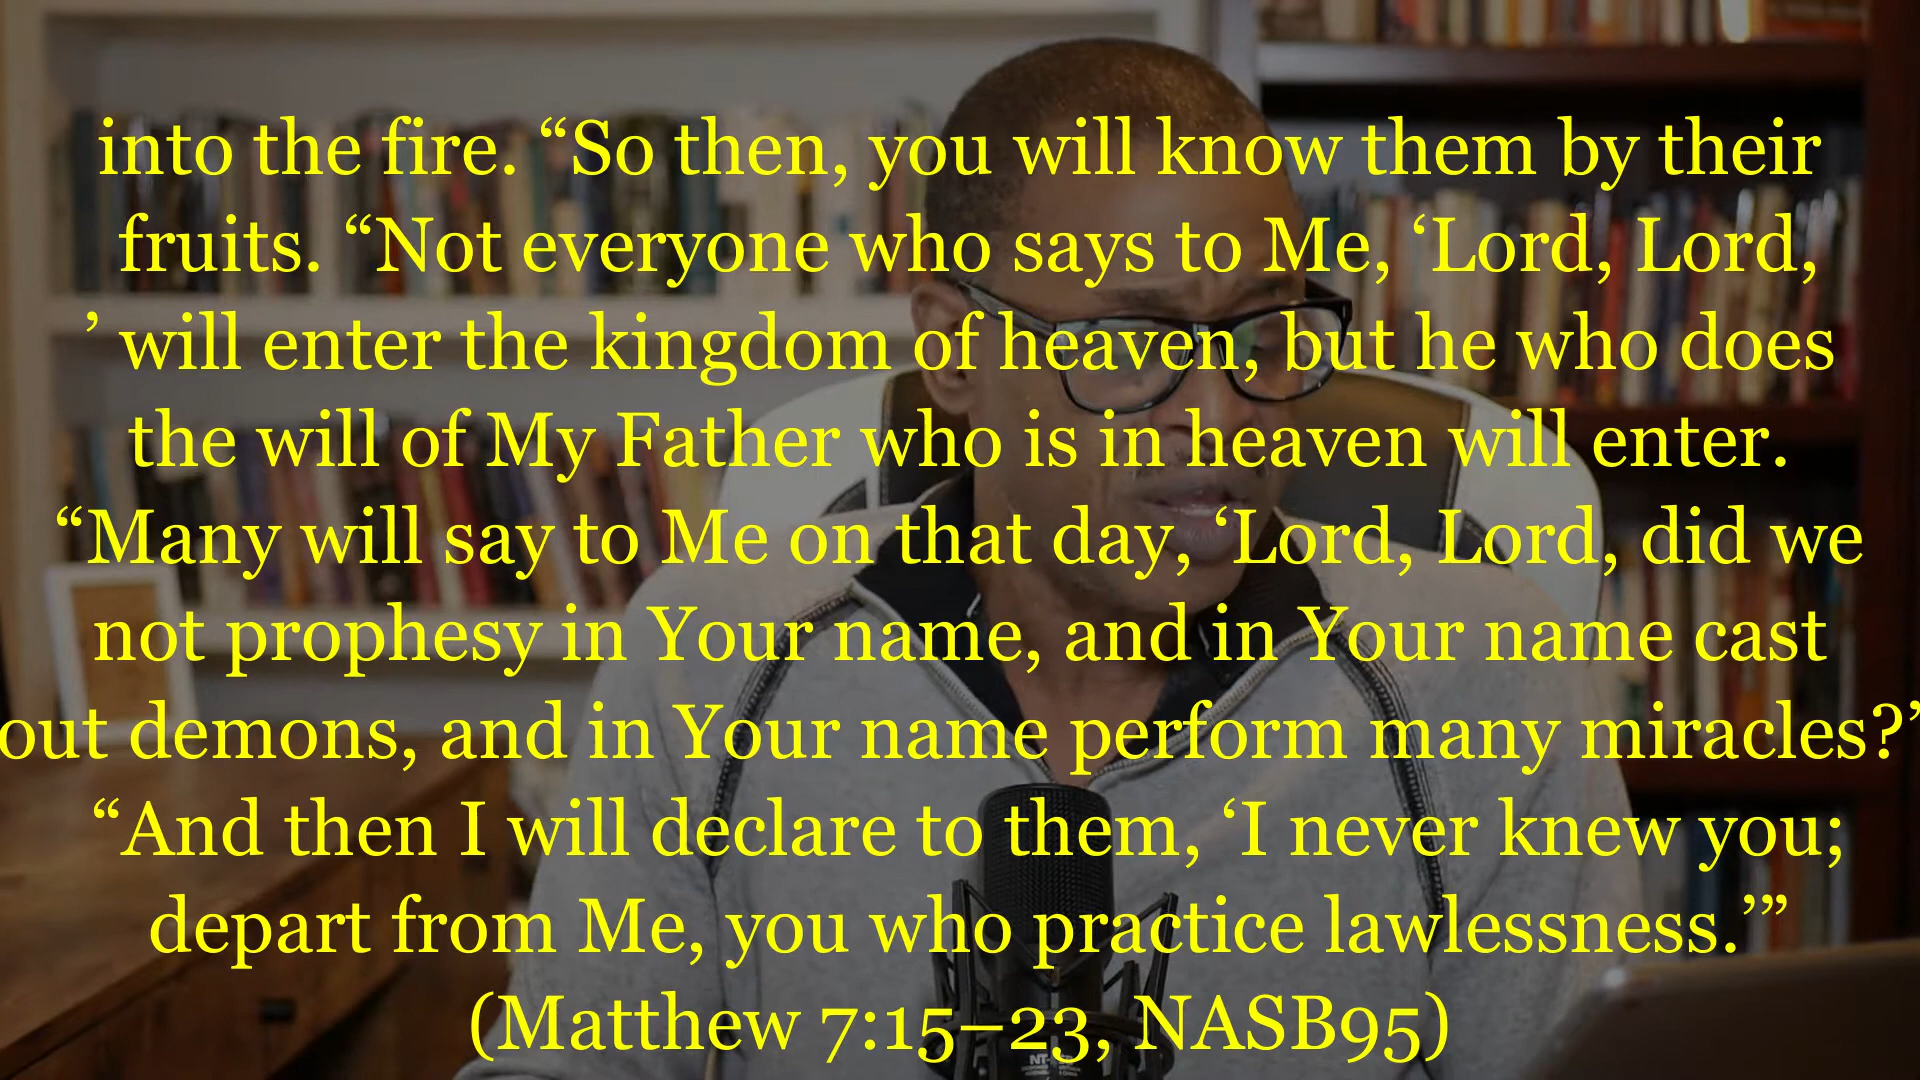 into the fire. “So then, you will know them by their
fruits. “Not everyone who says to Me, ‘Lord, Lord,
’ will enter the kingdom of heaven, but he who does
the will of My Father who is in heaven will enter.
“Many will say to Me on that day, ‘Lord, Lord, did we
not prophesy in Your name, and in Your name cast
out demons, and in Your name perform many miracles?’
“And then I will declare to them, ‘I never knew you;
depart from Me, you who practice lawlessness.’”
(Matthew 7:15–23, NASB95)